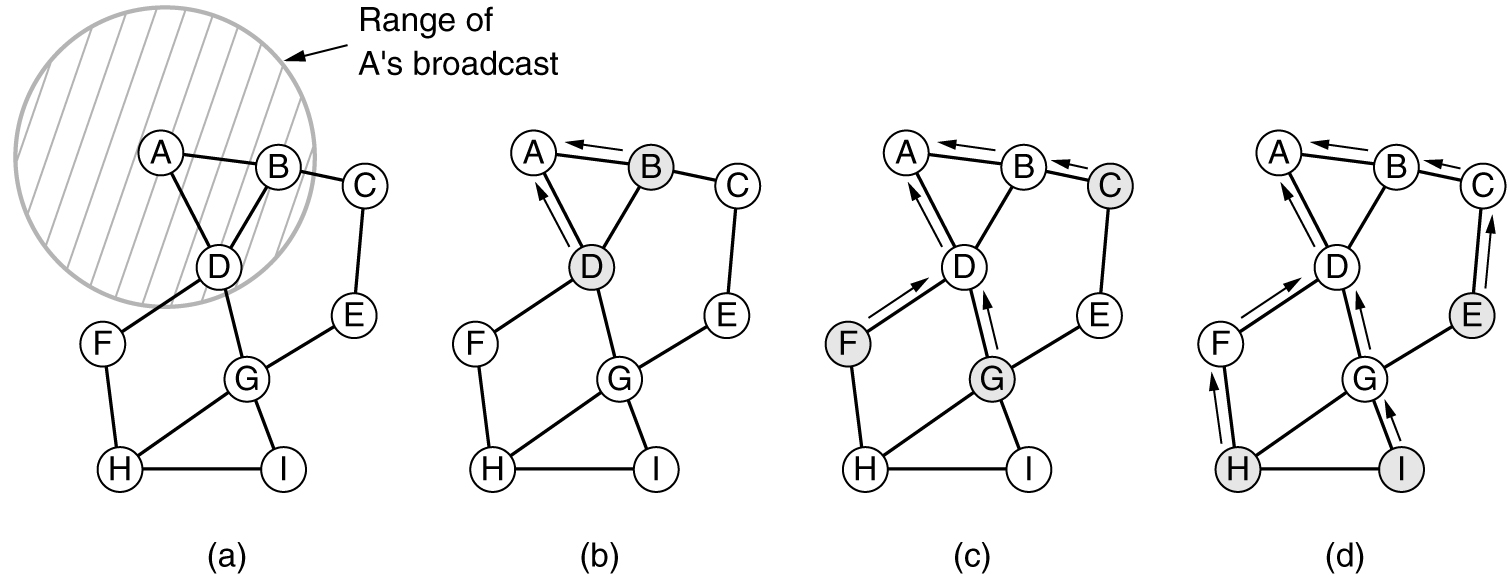 Range of
A's broadcast
A
B
C
D
E
F
G
H
I
(a)
A
B
C
D
E
F
G
H
I
(b)
A
B
C
D
E
F
G
H
I
(c)
A
B
C
D
E
F
G
H
I
(d)